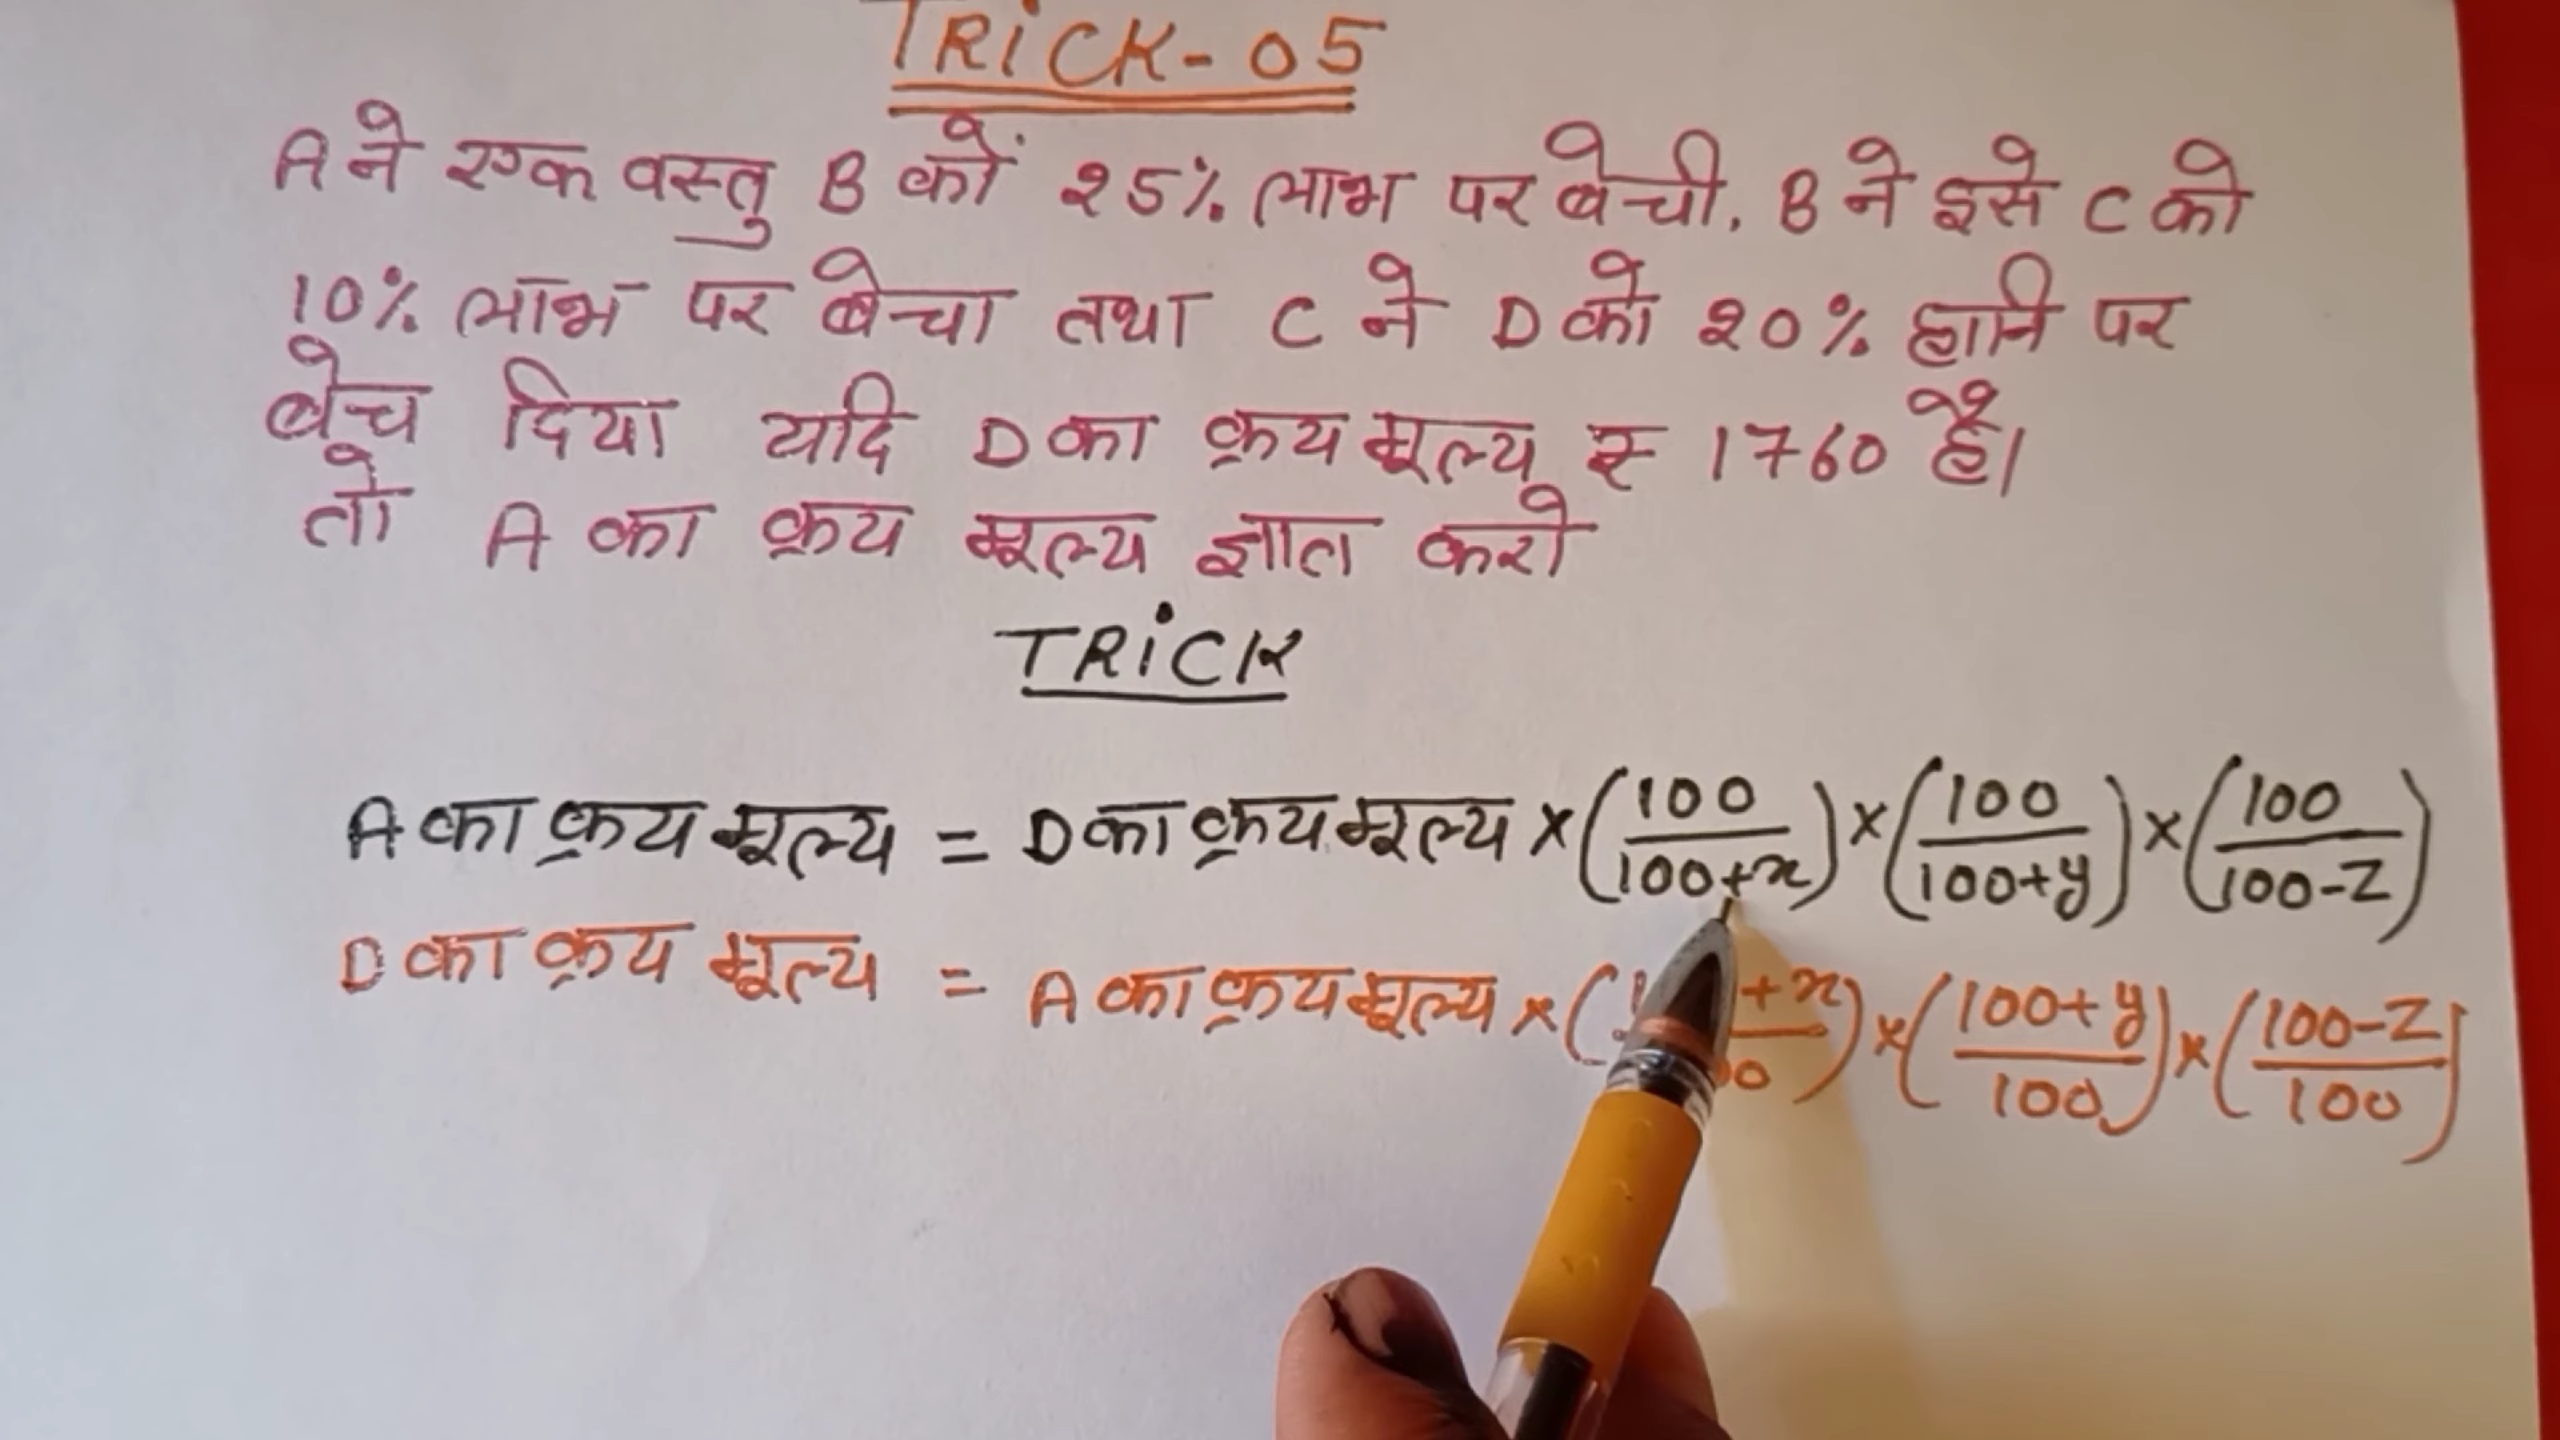 TRiCK-05
A ने एक वस्तु B को 25% लाभ पर बेची. B ने इसे C को
10% लाभ पर बेचा तथा C ने D को 20% हानि पर
बेच दिया यदि D का क्रय मूल्य रु 1760 है।
तो A का क्रय मूल्य ज्ञात करो
TRiCK
A का क्रय मूल्य = D का क्रय मूल्य × (100/100+x) × (100/100+y) × (100/100-Z)
D का क्रय मूल्य = A का क्रय मूल्य × ( +x/ ) × (100+y/100) × (100-Z/100)